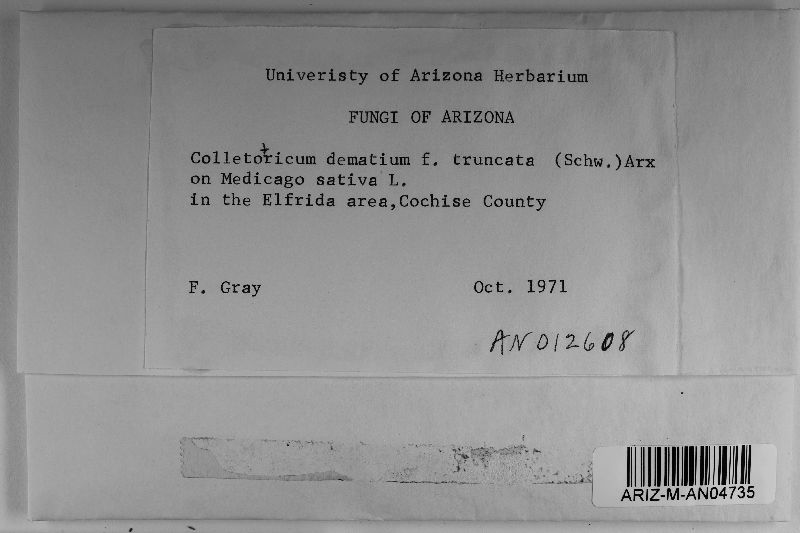 Univeristy of Arizona Herbarium
FUNGI OF ARIZONA
Colletotricum dematium f. truncata (Schw.)Arx
on Medicago sativa L.
in the Elfrida area,Cochise County
F. Gray Oct. 1971
AN012608
ARIZ-M-AN04735